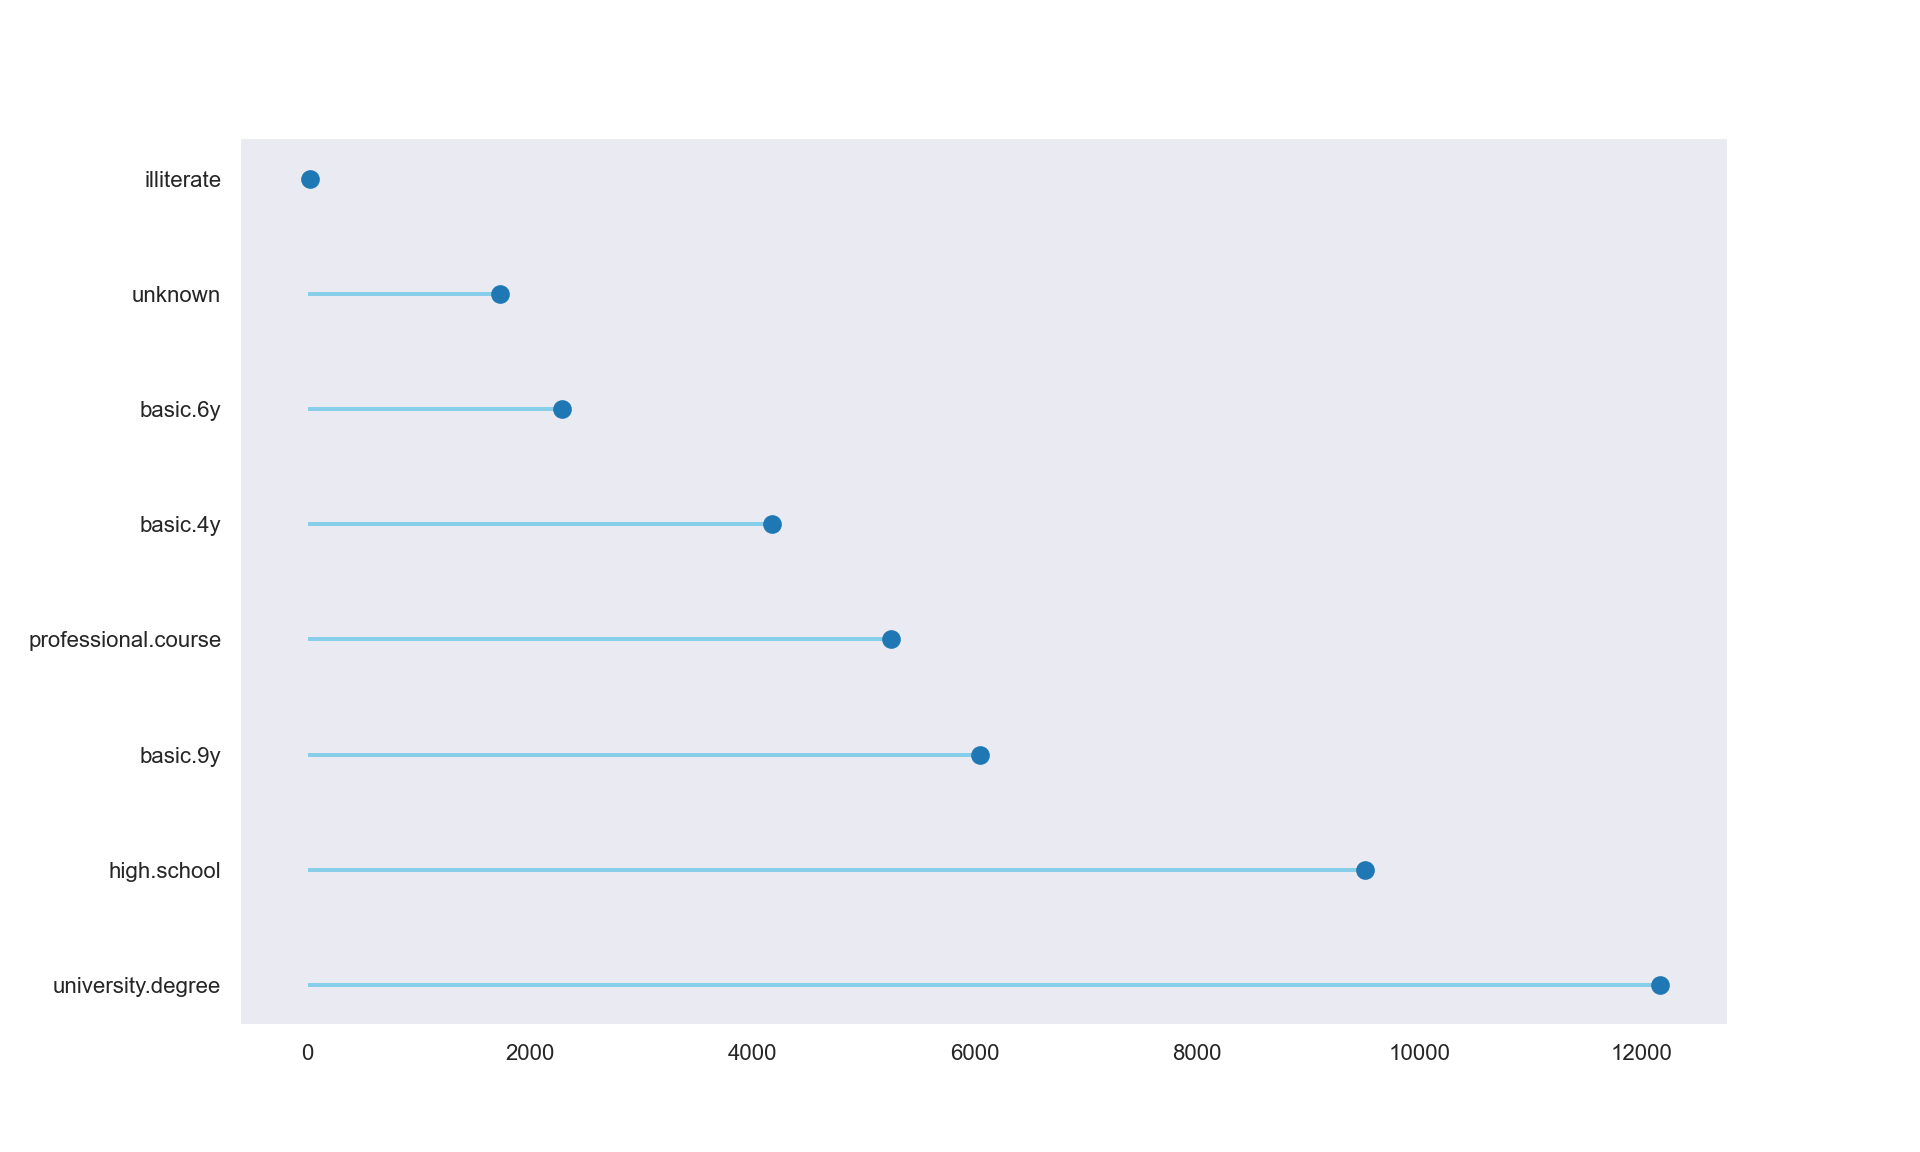 illiterate
unknown
basic.6y
basic.4y
professional.course
basic.9y
high.school
university.degree
0 2000 4000 6000 8000 10000 12000